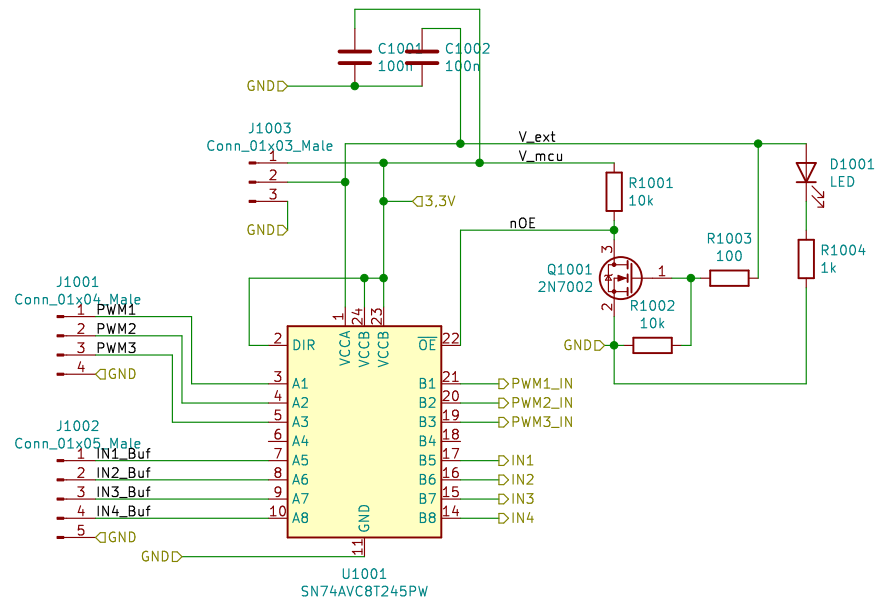 C1001
100n
C1002
100n
GND
J1003
Conn_01x03_Male
1
2
3
GND
V_ext
V_mcu
3,3V
nOE
R1001
10k
D1001
LED
R1003
100
R1004
1k
Q1001
2N7002
3
1
2
R1002
10k
GND
J1001
Conn_01x04_Male
1 PWM1
2 PWM2
3 PWM3
4 GND
J1002
Conn_01x05_Male
1 IN1_Buf
2 IN2_Buf
3 IN3_Buf
4 IN4_Buf
5 GND
1 24 23
VCCA VCCB VCCB
2 DIR OE 22
3 A1 B1 21 PWM1_IN
4 A2 B2 20 PWM2_IN
5 A3 B3 19 PWM3_IN
6 A4 B4 18
7 A5 B5 17 IN1
8 A6 B6 16 IN2
9 A7 B7 15 IN3
10 A8 B8 14 IN4
GND
11
GND
U1001
SN74AVC8T245PW